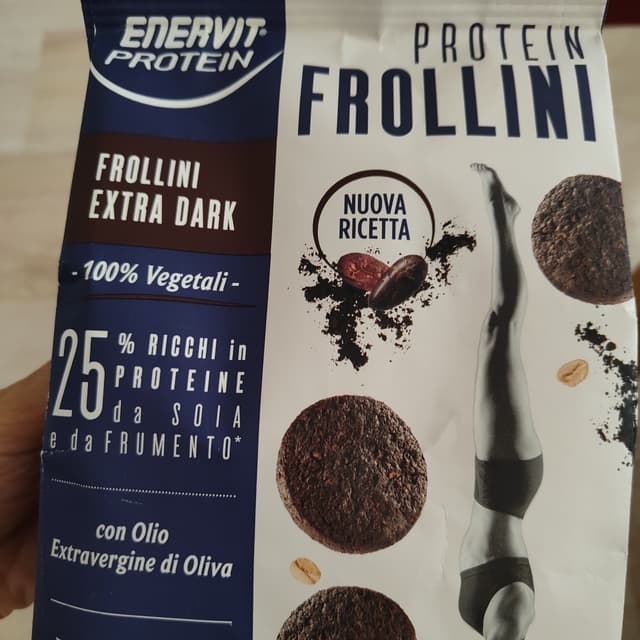 ENERVIT
PROTEIN
PROTEIN
FROLLINI
FROLLINI
EXTRA DARK
NUOVA
RICETTA
- 100% Vegetali -
25 % RICCHI in
PROTEINE
da SOIA
e da FRUMENTO*
con Olio
Extravergine di Oliva